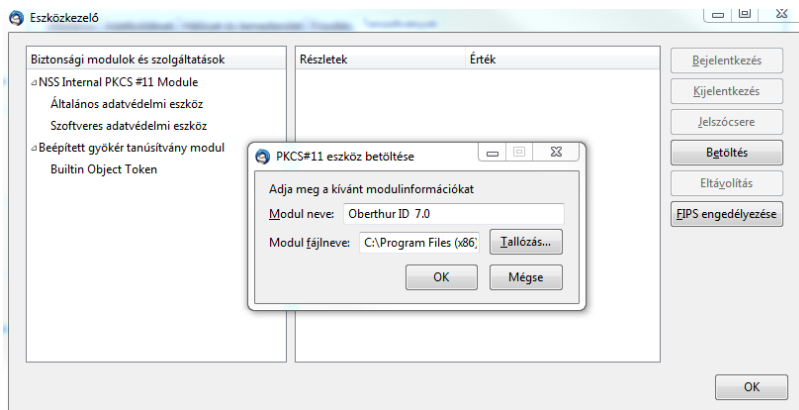 Eszközkezelő
Biztonsági modulok és szolgáltatások
NSS Internal PKCS #11 Module
Általános adatvédelmi eszköz
Szoftveres adatvédelmi eszköz
Beépített gyökér tanúsítvány modul
Builtin Object Token
Részletek Érték
Bejelentkezés
Kijelentkezés
Jelszócsere
Betöltés
Eltávolítás
FIPS engedélyezése
PKCS#11 eszköz betöltése
Adja meg a kívánt modulinformációkat
Modul neve: Oberthur ID 7.0
Modul fájlneve: C:\Program Files (x86) Tallózás...
OK Mégse
OK